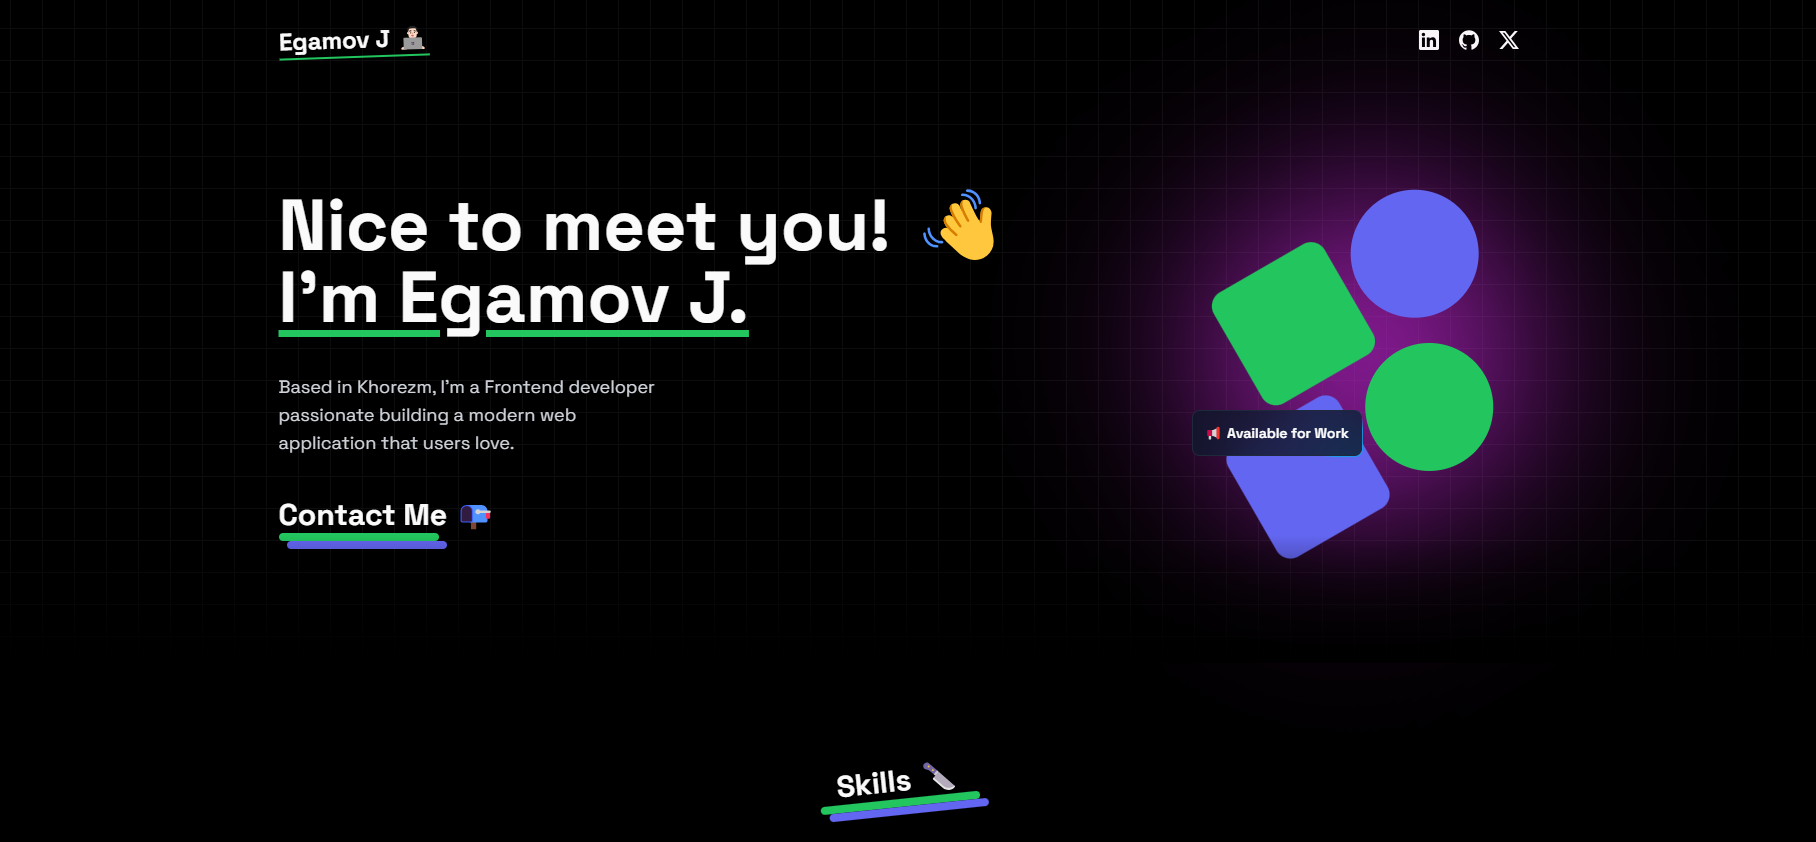 Egamov J
Nice to meet you!
I'm Egamov J.
Based in Khorezm, I'm a Frontend developer
passionate building a modern web
application that users love.
Available for Work
Contact Me
Skills